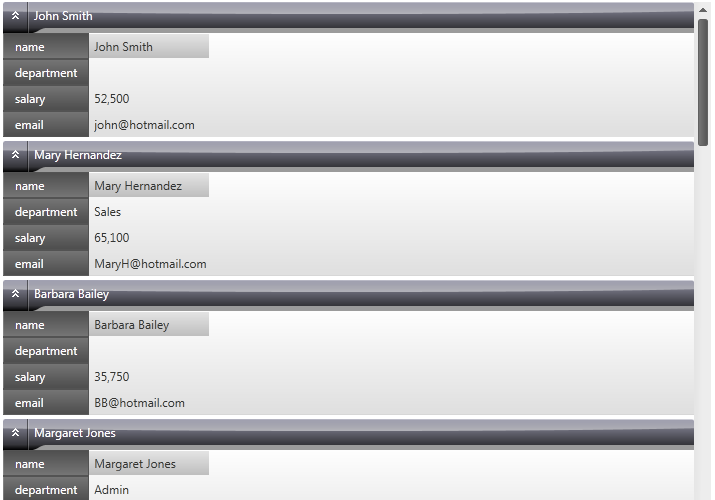 John Smith
name John Smith
department
salary 52,500
email john@hotmail.com
Mary Hernandez
name Mary Hernandez
department Sales
salary 65,100
email MaryH@hotmail.com
Barbara Bailey
name Barbara Bailey
department
salary 35,750
email BB@hotmail.com
Margaret Jones
name Margaret Jones
department Admin